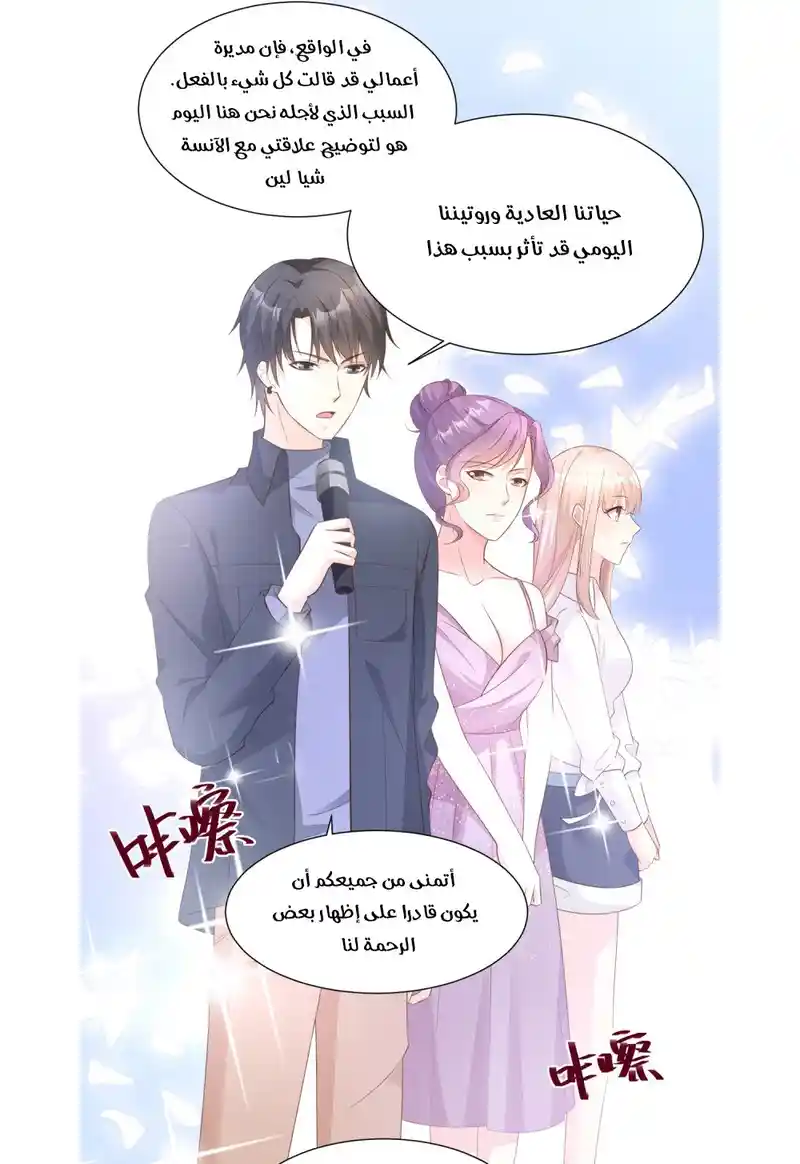 في الواقع، فإن مديرة
أعمالي قد قالت كل شيء بالفعل.
السبب الذي لأجله نحن هنا اليوم
هو لتوضيح علاقتي مع الآنسة
شيا لين
حياتنا العادية وروتيننا
اليومي قد تأثر بسبب هذا
咔嚓
أتمنى من جميعكم أن
يكون قادرا على إظهار بعض
الرحمة لنا
咔嚓